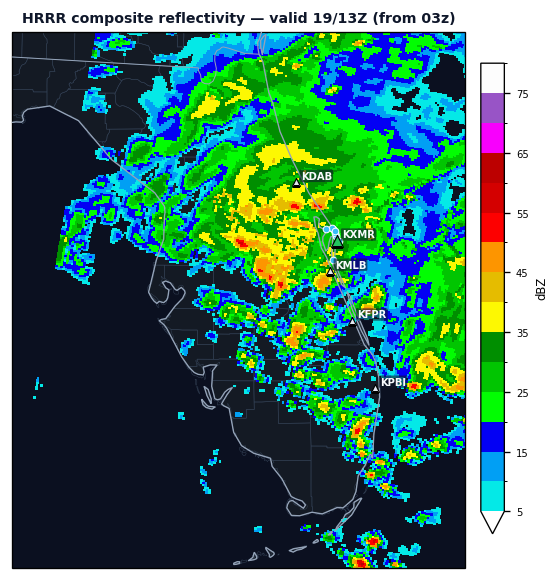 HRRR composite reflectivity — valid 19/13Z (from 03z)
KDAB
KXMR
KMLB
KFPR
KPBI
75
65
55
45
35
25
15
5
dBZ